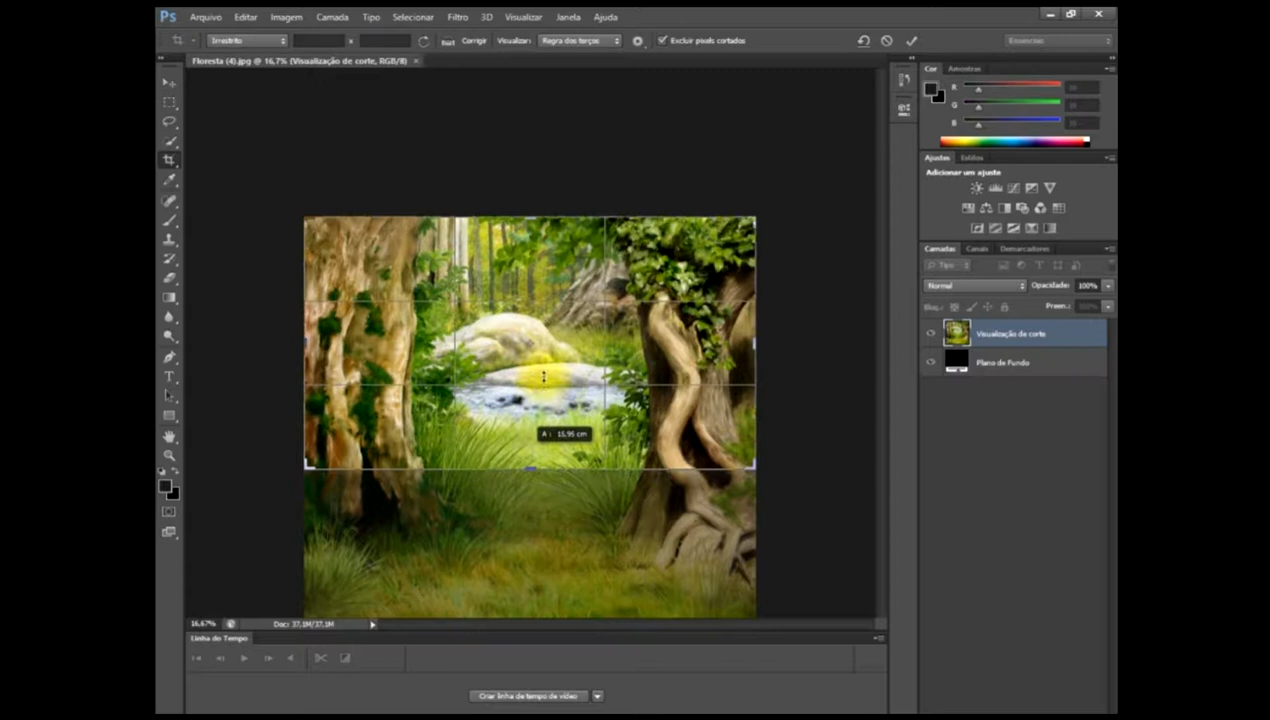 Ps Arquivo Editar Imagem Camada Tipo Selecionar Filtro 3D Visualizar Janela Ajuda
Irrestrito x Corrigir Visualizar: Regra dos terços Excluir pixels cortados Essenciais
Floresta (4).jpg @ 16,7% (Visualização de corte, RGB/8) ×
Cor Amostras
R
G
B
Ajustes Estilos
Adicionar um ajuste
Camadas Canais Demarcadores
Tipo
Normal Opacidade: 100%
Bloq.: Preen.: 100%
Visualização de corte
Plano de Fundo
A : 15,95 cm
16,67% Doc: 37,1M/37,1M
Linha do Tempo
Criar linha de tempo de vídeo